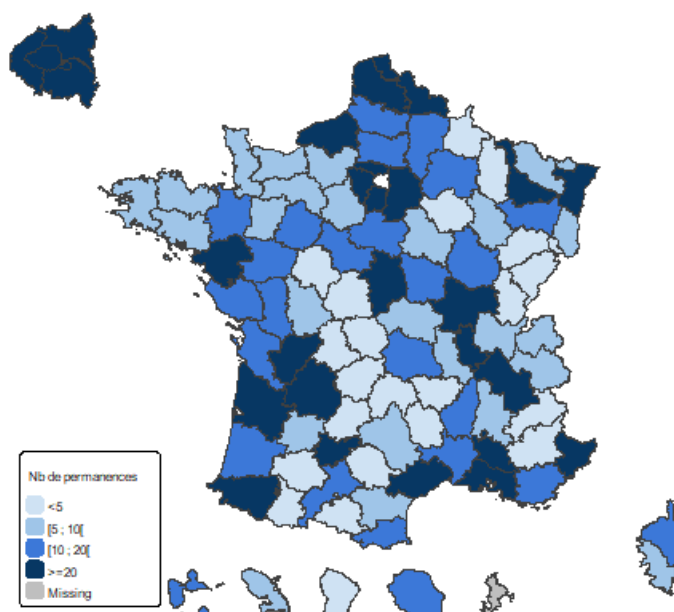 Nb de permanences
<5
[5 ; 10[
[10 ; 20[
>=20
Missing